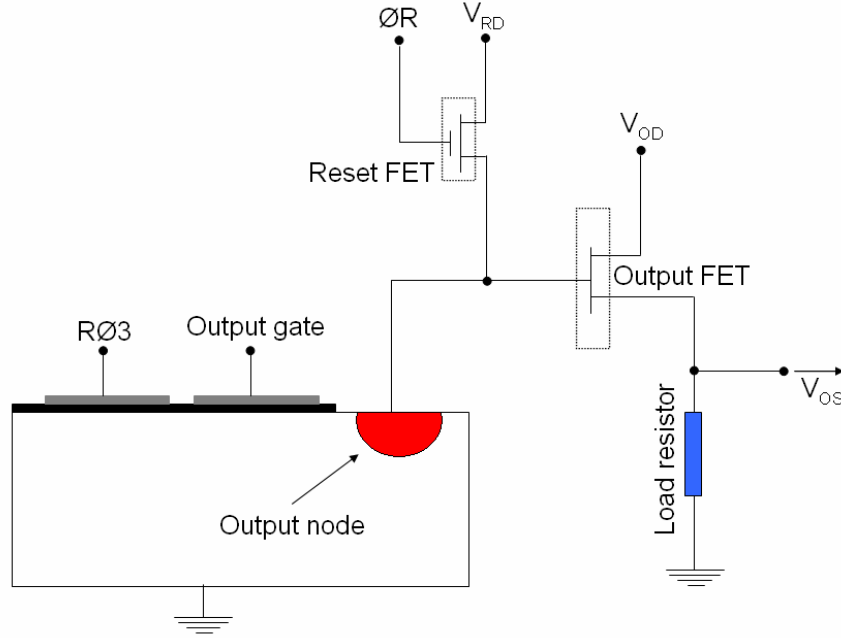 ØR
V_RD
Reset FET
V_OD
Output FET
RØ3
Output gate
V_OS
Load resistor
Output node